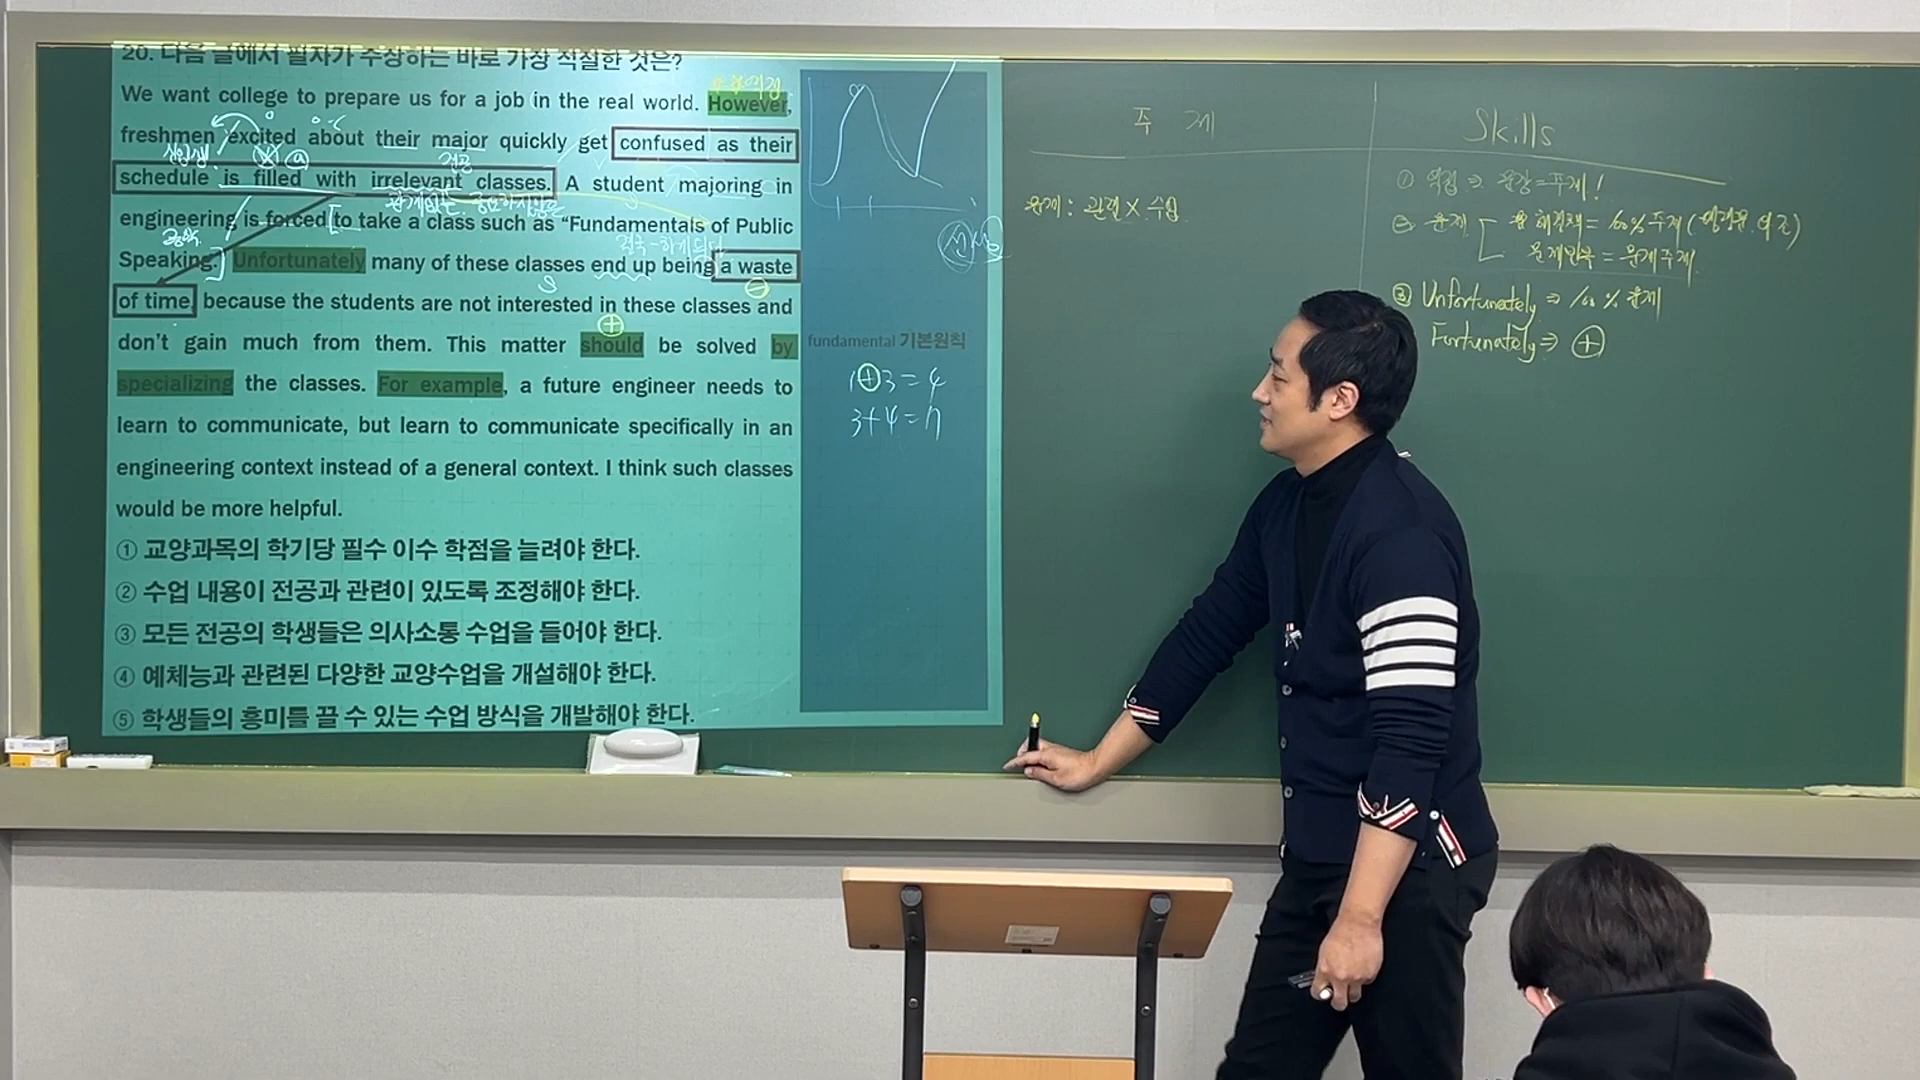 20. 다음 글에서 필자가 주장하는 바로 가장 적절한 것은?
We want college to prepare us for a job in the real world. However,
freshmen excited about their major quickly get confused as their
schedule is filled with irrelevant classes. A student majoring in
engineering is forced to take a class such as “Fundamentals of Public
Speaking.” Unfortunately many of these classes end up being a waste
of time, because the students are not interested in these classes and
don’t gain much from them. This matter should be solved by
specializing the classes. For example, a future engineer needs to
learn to communicate, but learn to communicate specifically in an
engineering context instead of a general context. I think such classes
would be more helpful.
① 교양과목의 학기당 필수 이수 학점을 늘려야 한다.
② 수업 내용이 전공과 관련이 있도록 조정해야 한다.
③ 모든 전공의 학생들은 의사소통 수업을 들어야 한다.
④ 예체능과 관련된 다양한 교양수업을 개설해야 한다.
⑤ 학생들의 흥미를 끌 수 있는 수업 방식을 개발해야 한다.
신입생
전공
fundamental 기본원칙
1+3=4
3+4=7
주 제
문제: 관련 X 수업
Skills
① 역접 ⇒ 문장=주제!
② 문제
해결책 = 100% 주제
문제만 = 문제주제
③ Unfortunately ⇒ 100% 문제
Fortunately ⇒ +